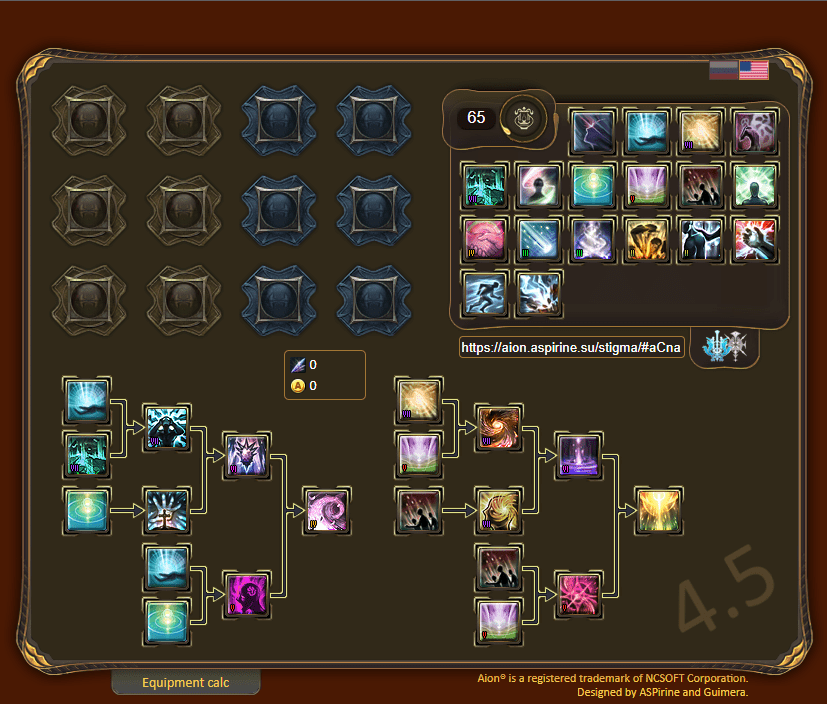 65
https://aion.aspirine.su/stigma/#aCna
0
A 0
4.5
Equipment calc
Aion® is a registered trademark of NCSOFT Corporation.
Designed by ASPirine and Guimera.